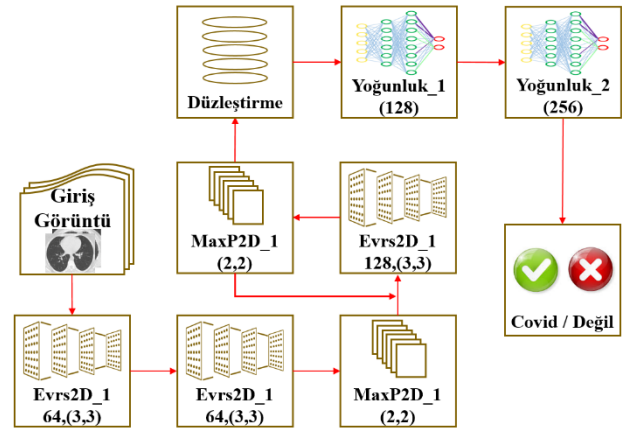 Düzleştirme
Yoğunluk_1
(128)
Yoğunluk_2
(256)
Giriş
Görüntü
MaxP2D_1
(2,2)
Evrs2D_1
128,(3,3)
Covid / Değil
Evrs2D_1
64,(3,3)
Evrs2D_1
64,(3,3)
MaxP2D_1
(2,2)